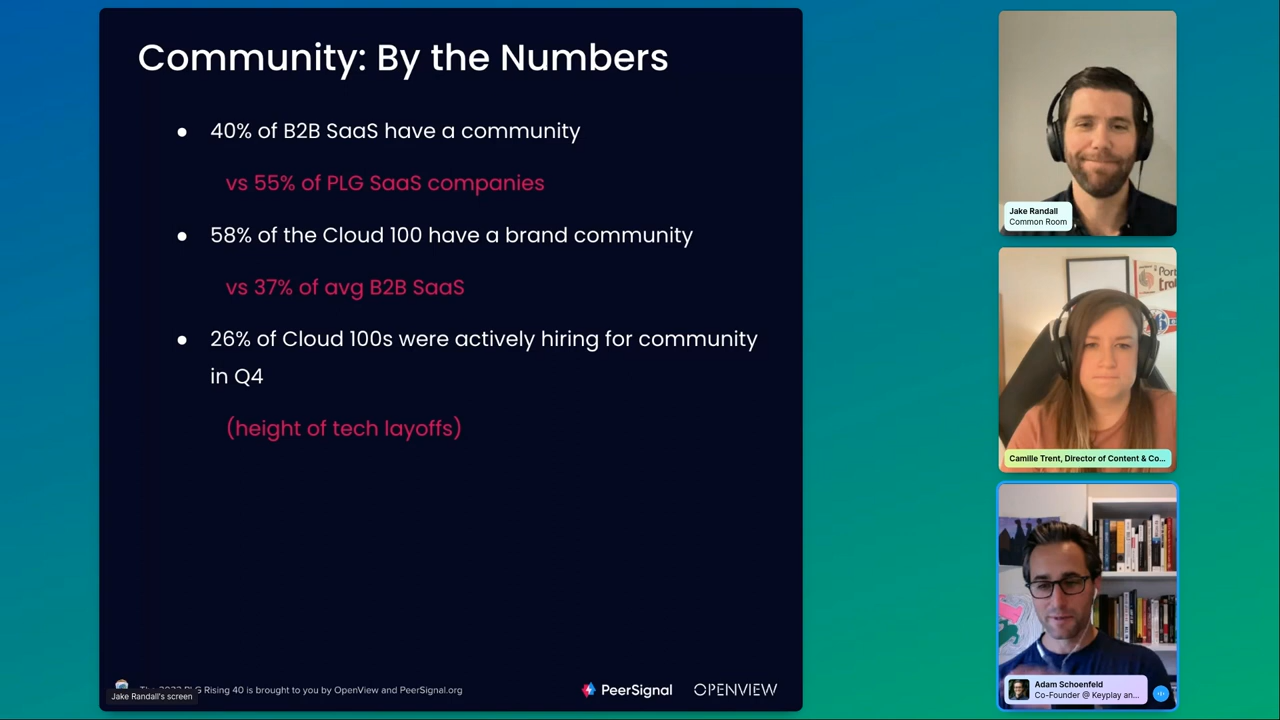 Community: By the Numbers
● 40% of B2B SaaS have a community
vs 55% of PLG SaaS companies
● 58% of the Cloud 100 have a brand community
vs 37% of avg B2B SaaS
● 26% of Cloud 100s were actively hiring for community
in Q4
(height of tech layoffs)
Rising 40 is brought to you by OpenView and PeerSignal.org
Jake Randall's screen
PeerSignal
OPENVIEW
Jake Randall
Common Room
Camille Trent, Director of Content & Co...
Adam Schoenfeld
Co-Founder @ Keyplay an...